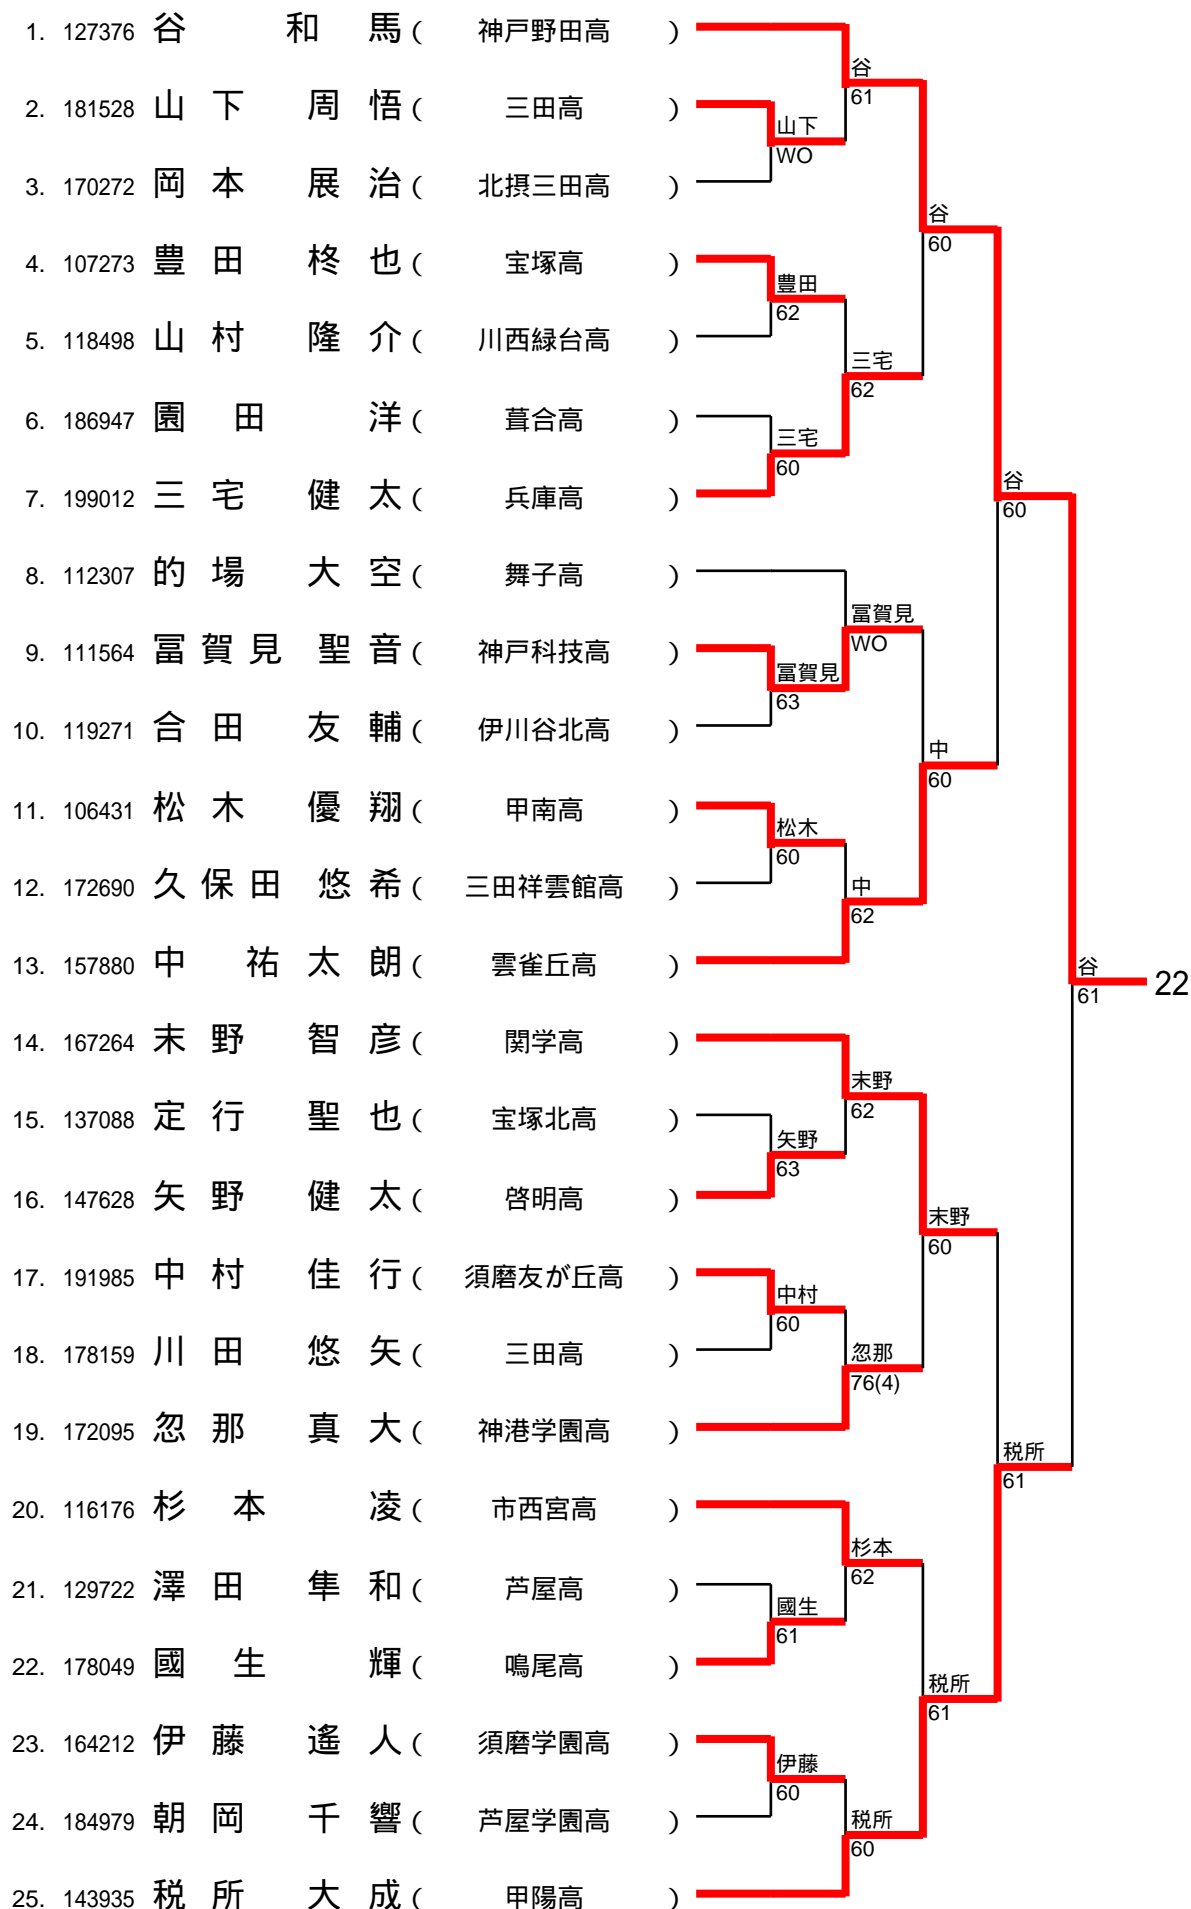 1. 127376 谷 和 馬 ( 神戸野田高 )
谷
61
2. 181528 山 下 周 悟 ( 三田高 )
山下
WO
3. 170272 岡 本 展 治 ( 北摂三田高 )
谷
60
4. 107273 豊 田 柊 也 ( 宝塚高 )
豊田
62
5. 118498 山 村 隆 介 ( 川西緑台高 )
三宅
62
6. 186947 園 田 洋 ( 葺合高 )
三宅
60
7. 199012 三 宅 健 太 ( 兵庫高 )
谷
60
8. 112307 的 場 大 空 ( 舞子高 )
冨賀見
WO
9. 111564 冨 賀 見 聖 音 ( 神戸科技高 )
冨賀見
63
10. 119271 合 田 友 輔 ( 伊川谷北高 )
中
60
11. 106431 松 木 優 翔 ( 甲南高 )
松木
60
12. 172690 久 保 田 悠 希 ( 三田祥雲館高 )
中
62
13. 157880 中 祐 太 朗 ( 雲雀丘高 )
谷
61
22
14. 167264 末 野 智 彦 ( 関学高 )
末野
62
15. 137088 定 行 聖 也 ( 宝塚北高 )
矢野
63
16. 147628 矢 野 健 太 ( 啓明高 )
末野
60
17. 191985 中 村 佳 行 ( 須磨友が丘高 )
中村
60
18. 178159 川 田 悠 矢 ( 三田高 )
忽那
76(4)
19. 172095 忽 那 真 大 ( 神港学園高 )
税所
61
20. 116176 杉 本 凌 ( 市西宮高 )
杉本
62
21. 129722 澤 田 隼 和 ( 芦屋高 )
國生
61
22. 178049 國 生 輝 ( 鳴尾高 )
税所
61
23. 164212 伊 藤 遙 人 ( 須磨学園高 )
伊藤
60
24. 184979 朝 岡 千 響 ( 芦屋学園高 )
税所
60
25. 143935 税 所 大 成 ( 甲陽高 )